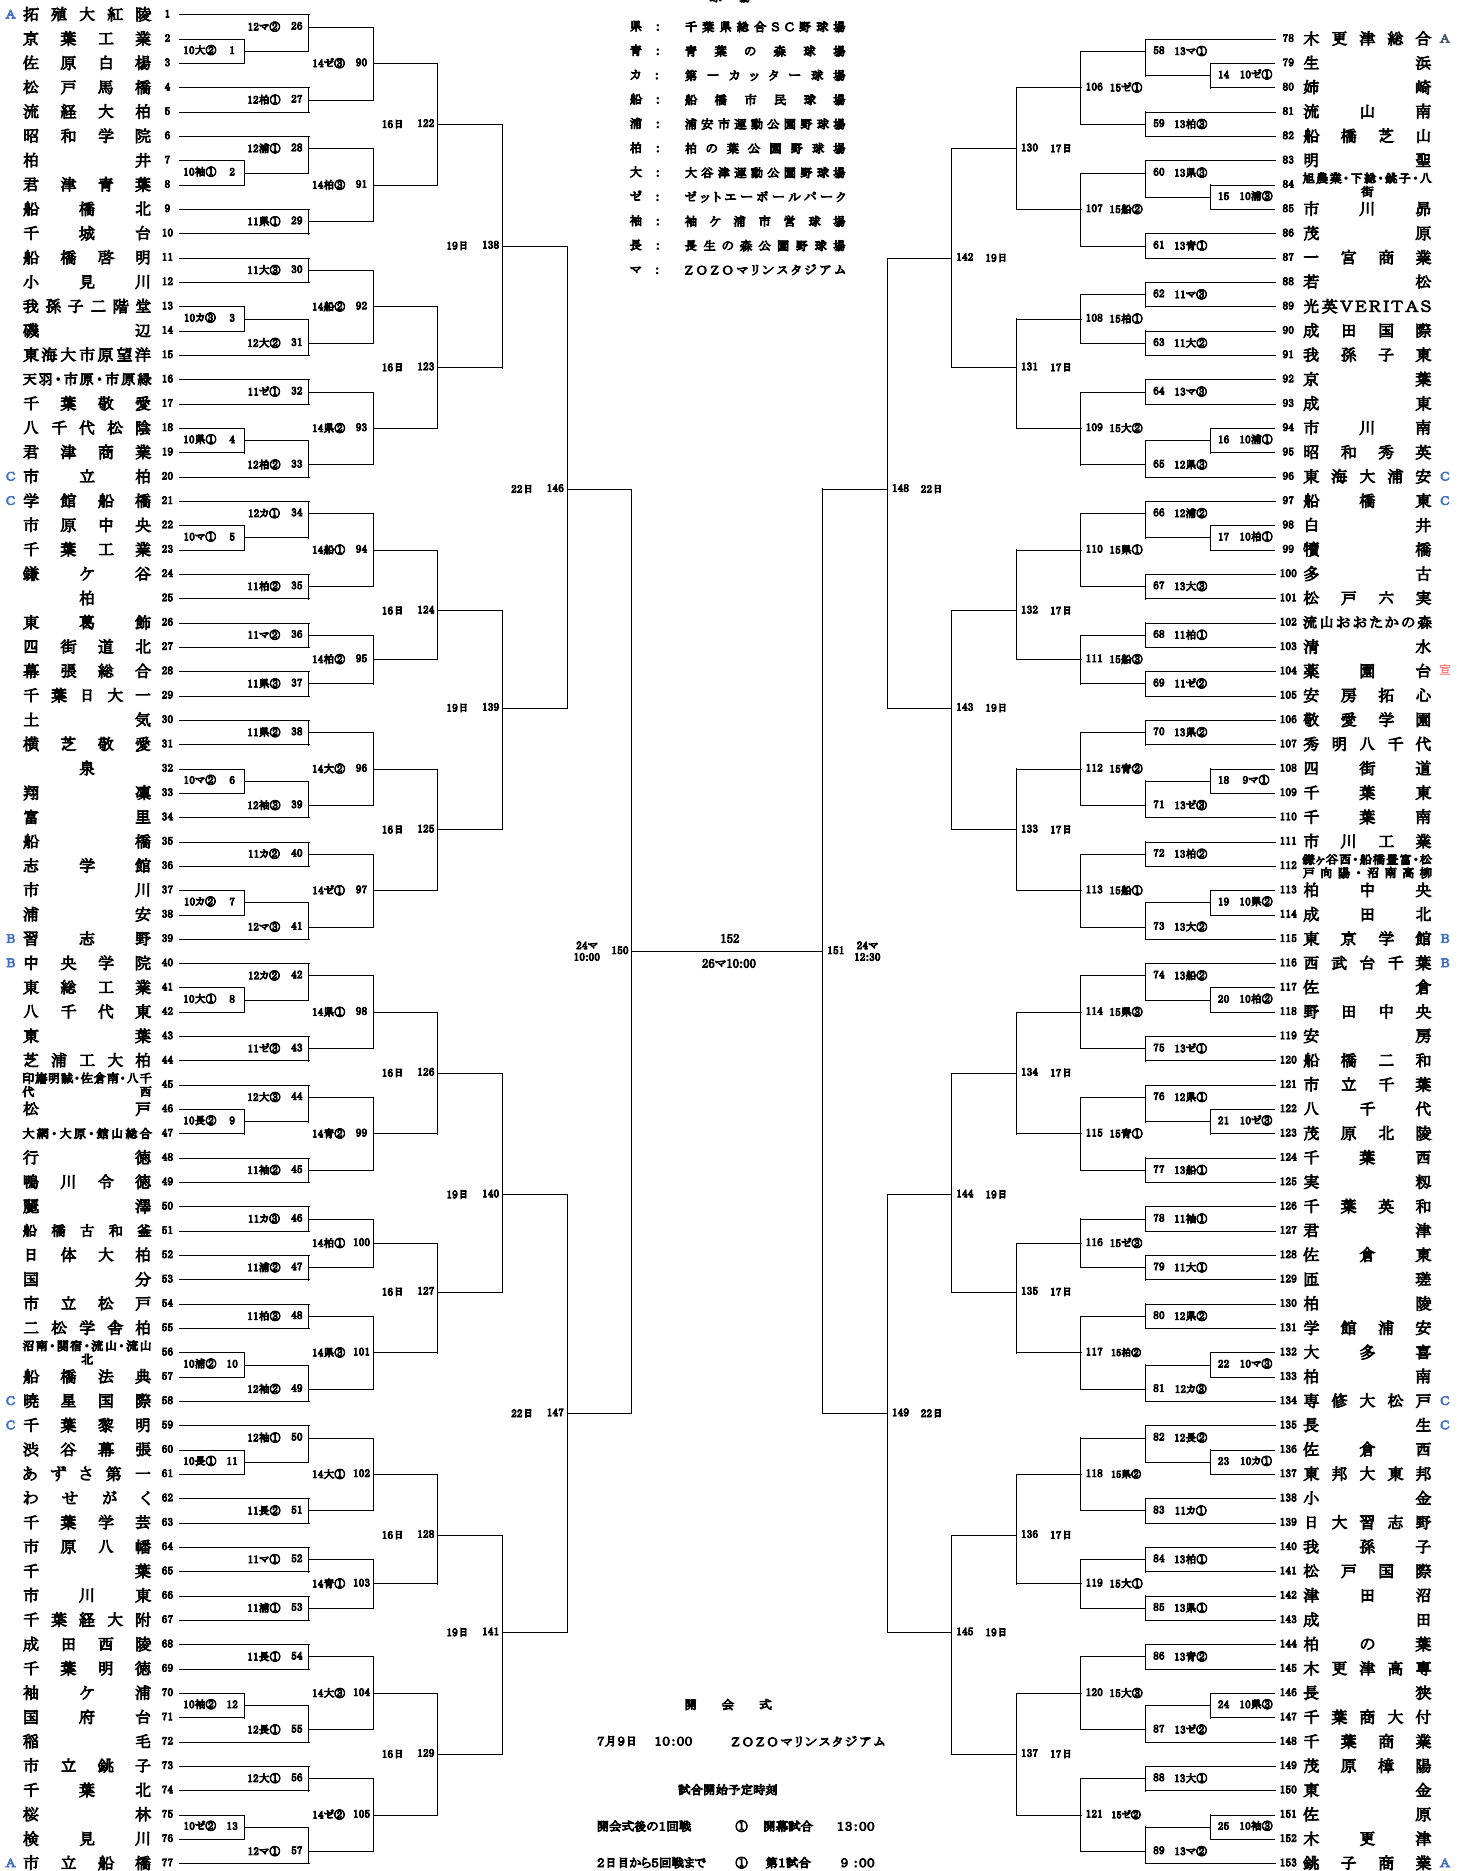 球場
県 ： 千葉県総合ＳＣ野球場
青 ： 青葉の森球場
カ ： 第一カッター球場
船 ： 船橋市民球場
浦 ： 浦安市運動公園野球場
柏 ： 柏の葉公園野球場
大 ： 大谷津運動公園野球場
ゼ ： ゼットエーボールパーク
袖 ： 袖ケ浦市営球場
長 ： 長生の森公園野球場
マ ： ＺＯＺＯマリンスタジアム
A 拓殖大紅陵 1
京葉工業 2
佐原白楊 3
松戸馬橋 4
流経大柏 5
昭和学院 6
柏井 7
君津青葉 8
船橋北 9
千城台 10
船橋啓明 11
小見川 12
我孫子二階堂 13
磯辺 14
東海大市原望洋 15
天羽・市原・市原緑 16
千葉敬愛 17
八千代松陰 18
君津商業 19
C 市立柏 20
C 学館船橋 21
市原中央 22
千葉工業 23
鎌ケ谷 24
柏 25
東葛飾 26
四街道北 27
幕張総合 28
千葉日大一 29
土気 30
横芝敬愛 31
泉 32
翔凜 33
富里 34
船橋 35
志学館 36
市川 37
浦安 38
B 習志野 39
B 中央学院 40
東総工業 41
八千代東 42
東葉 43
芝浦工大柏 44
印旛明誠・佐倉南・八千代西 45
松戸 46
大網・大原・館山総合 47
行徳 48
鴨川令徳 49
麗澤 50
船橋古和釜 51
日体大柏 52
国分 53
市立松戸 54
二松学舎柏 55
沼南・関宿・流山・流山北 56
船橋法典 57
C 暁星国際 58
C 千葉黎明 59
渋谷幕張 60
あずさ第一 61
わせがく 62
千葉学芸 63
市原八幡 64
千葉 65
市川東 66
千葉経大附 67
成田西陵 68
千葉明徳 69
袖ケ浦 70
国府台 71
稲毛 72
市立銚子 73
千葉北 74
桜林 75
検見川 76
A 市立船橋 77
10大② 1
10袖① 2
10カ③ 3
10県① 4
10マ① 5
10マ② 6
10カ② 7
10大① 8
10長② 9
10浦② 10
10長① 11
10袖② 12
10ゼ② 13
12マ② 26
12柏① 27
12浦① 28
11県① 29
11大③ 30
12大② 31
11ゼ① 32
12柏② 33
12カ① 34
11柏② 35
11マ② 36
11県③ 37
11県② 38
12袖③ 39
11カ② 40
12マ③ 41
12カ② 42
11ゼ③ 43
12大③ 44
11袖② 45
11カ③ 46
11浦② 47
11柏③ 48
12袖② 49
12袖① 50
11長② 51
11マ① 52
11浦① 53
11長① 54
12長① 55
12大① 56
12マ① 57
14ゼ③ 90
14柏③ 91
14船② 92
14県② 93
14船① 94
14柏② 95
14大② 96
14ゼ① 97
14県① 98
14青② 99
14柏① 100
14県③ 101
14大① 102
14青① 103
14大③ 104
14ゼ② 105
16日 122
16日 123
16日 124
16日 125
16日 126
16日 127
16日 128
16日 129
19日 138
19日 139
19日 140
19日 141
22日 146
22日 147
24マ
10:00 150
152
26マ10:00
151 24マ
12:30
148 22日
149 22日
142 19日
143 19日
144 19日
145 19日
130 17日
131 17日
132 17日
133 17日
134 17日
135 17日
136 17日
137 17日
106 15ゼ①
107 15船②
108 15柏①
109 15大②
110 15県①
111 15船③
112 15青②
113 15船①
114 15県③
115 15青①
116 15ゼ③
117 15柏②
118 15県②
119 15大①
120 15大③
121 15ゼ②
58 13マ①
59 13柏③
60 13県③
61 13青①
62 11マ③
63 11大②
64 13マ③
65 12県③
66 12浦②
67 13大③
68 11柏①
69 11ゼ②
70 13県②
71 13ゼ③
72 13柏②
73 13大②
74 13船②
75 13ゼ①
76 12県①
77 13船①
78 11袖①
79 11大①
80 12県②
81 12カ③
82 12長②
83 11カ①
84 13柏①
85 13県①
86 13青②
87 13ゼ②
88 13大①
89 13マ②
14 10ゼ①
15 10浦③
16 10浦①
17 10柏①
18 9マ①
19 10県②
20 10柏②
21 10ゼ③
22 10マ③
23 10カ①
24 10県③
25 10袖③
78 木更津総合 A
79 生浜
80 姉崎
81 流山南
82 船橋芝山
83 明聖
84 旭農業・下総・銚子・八街
85 市川昴
86 茂原
87 一宮商業
88 若松
89 光英VERITAS
90 成田国際
91 我孫子東
92 京葉
93 成東
94 市川南
95 昭和秀英
96 東海大浦安 C
97 船橋東 C
98 白井
99 犢橋
100 多古
101 松戸六実
102 流山おおたかの森
103 清水
104 薬園台 宣
105 安房拓心
106 敬愛学園
107 秀明八千代
108 四街道
109 千葉東
110 千葉南
111 市川工業
112 鎌ヶ谷西・船橋豊富・松戸向陽・沼南高柳
113 柏中央
114 成田北
115 東京学館 B
116 西武台千葉 B
117 佐倉
118 野田中央
119 安房
120 船橋二和
121 市立千葉
122 八千代
123 茂原北陵
124 千葉西
125 実籾
126 千葉英和
127 君津
128 佐倉東
129 匝瑳
130 柏陵
131 学館浦安
132 大多喜
133 柏南
134 専修大松戸 C
135 長生 C
136 佐倉西
137 東邦大東邦
138 小金
139 日大習志野
140 我孫子
141 松戸国際
142 津田沼
143 成田
144 柏の葉
145 木更津高専
146 長狭
147 千葉商大付
148 千葉商業
149 茂原樟陽
150 東金
151 佐原
152 木更津
153 銚子商業 A
開会式
7月9日 10:00 ＺＯＺＯマリンスタジアム
試合開始予定時刻
開会式後の1回戦 ① 開幕試合 13:00
2日目から5回戦まで ① 第1試合 9:00